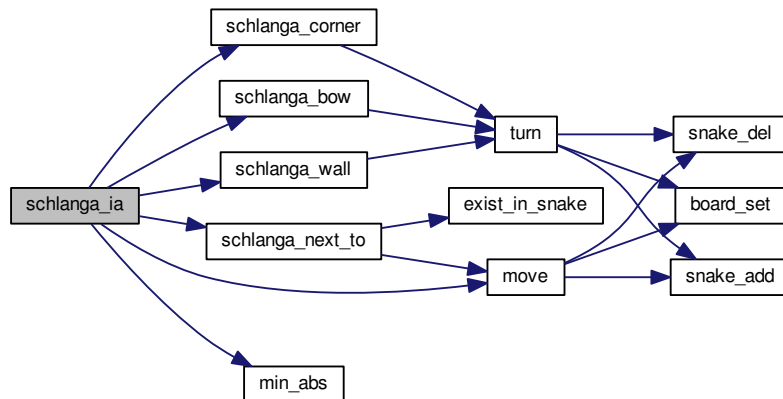 schlanga_corner
schlanga_bow
turn
snake_del
schlanga_wall
schlanga_ia
exist_in_snake
board_set
schlanga_next_to
move
snake_add
min_abs